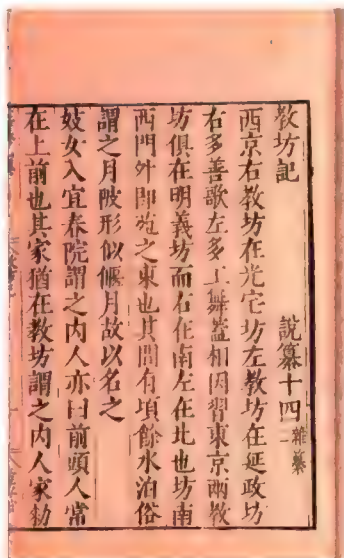 教坊記 說纂十四 雜纂二
西京右教坊在光宅坊左教坊在延政坊
右多善歌左多工舞蓋相因習東京兩教
坊俱在明義坊而右在南左在北也坊南
西門外即苑之東也其間有頃餘水泊俗
謂之月陂形似偃月故以名之
妓女入宜春院謂之內人亦曰前頭人常
在上前也其家猶在教坊謂之內人家勑